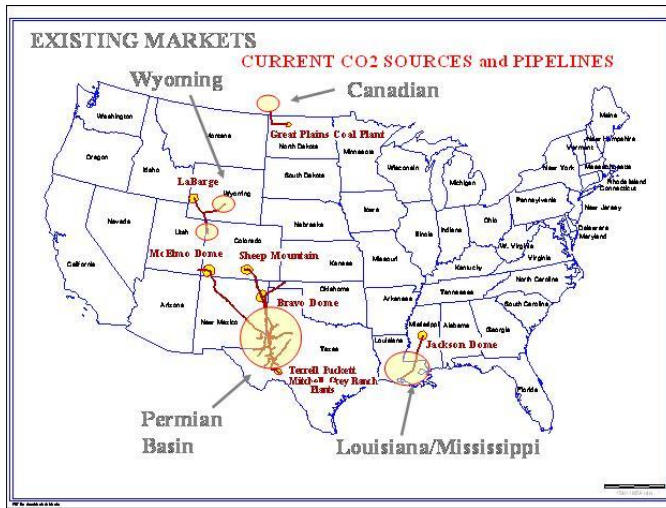 EXISTING MARKETS
CURRENT CO2 SOURCES and PIPELINES
Wyoming
Canadian
Washington
Montana
Great Plains Coal Plant
North Dakota
Minnesota
Maine
New Hampshire
Vermont
Massachusetts
Rhode Island
Connecticut
New York
Oregon
Idaho
South Dakota
Wisconsin
Michigan
LaBarge
Wyoming
Pennsylvania
New Jersey
Iowa
Nebraska
Ohio
Delaware
Maryland
Nevada
Utah
Colorado
Illinois
Indiana
W. Virginia
Virginia
McElmo Dome
Sheep Mountain
Kansas
Missouri
Kentucky
California
North Carolina
Tennessee
Oklahoma
Arkansas
South Carolina
Arizona
New Mexico
Bravo Dome
Mississippi
Alabama
Georgia
Texas
Louisiana
Jackson Dome
Terrell Puckett
Mitchell Grey Ranch
Plants
Florida
Permian
Basin
Louisiana/Mississippi